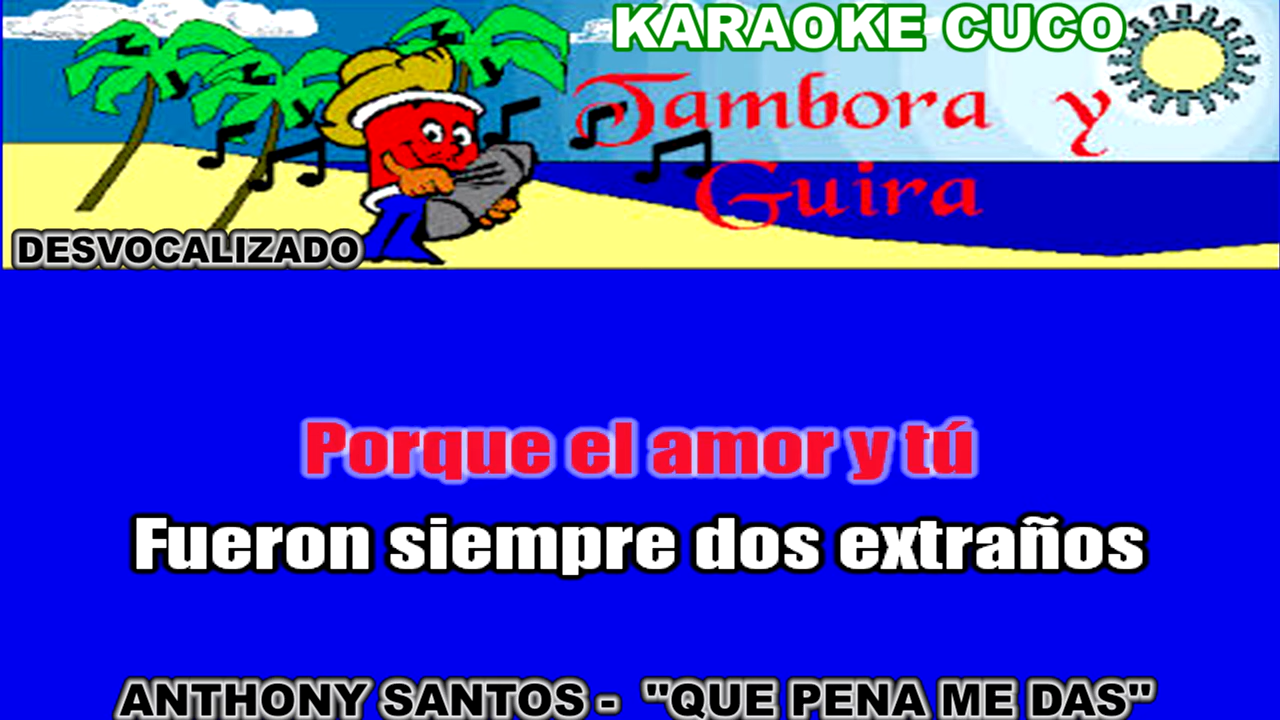 KARAOKE CUCO
Tambora y
Guira
DESVOCALIZADO
Porque el amor y tú
Fueron siempre dos extraños
ANTHONY SANTOS - "QUE PENA ME DAS"